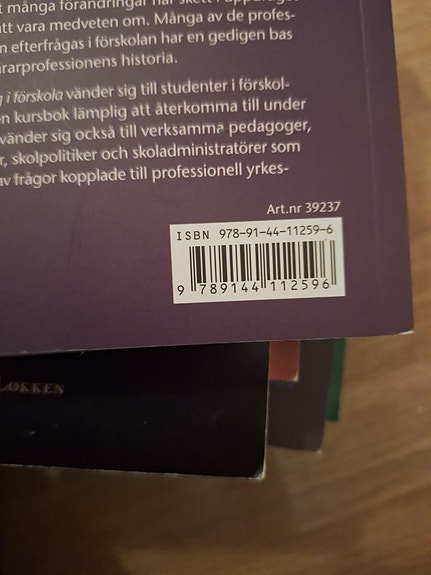 många förändringar har skett i
att vara medveten om. Många av de profes-
efterfrågas i förskolan har en gedigen bas
rarprofessionens historia.
g i förskola vänder sig till studenter i förskol-
en kursbok lämplig att återkomma till under
vänder sig också till verksamma pedagoger,
r, skolpolitiker och skoladministratörer som
av frågor kopplade till professionell yrkes-
Art.nr 39237
ISBN 978-91-44-11259-6
9 789144 112596
LØKKEN